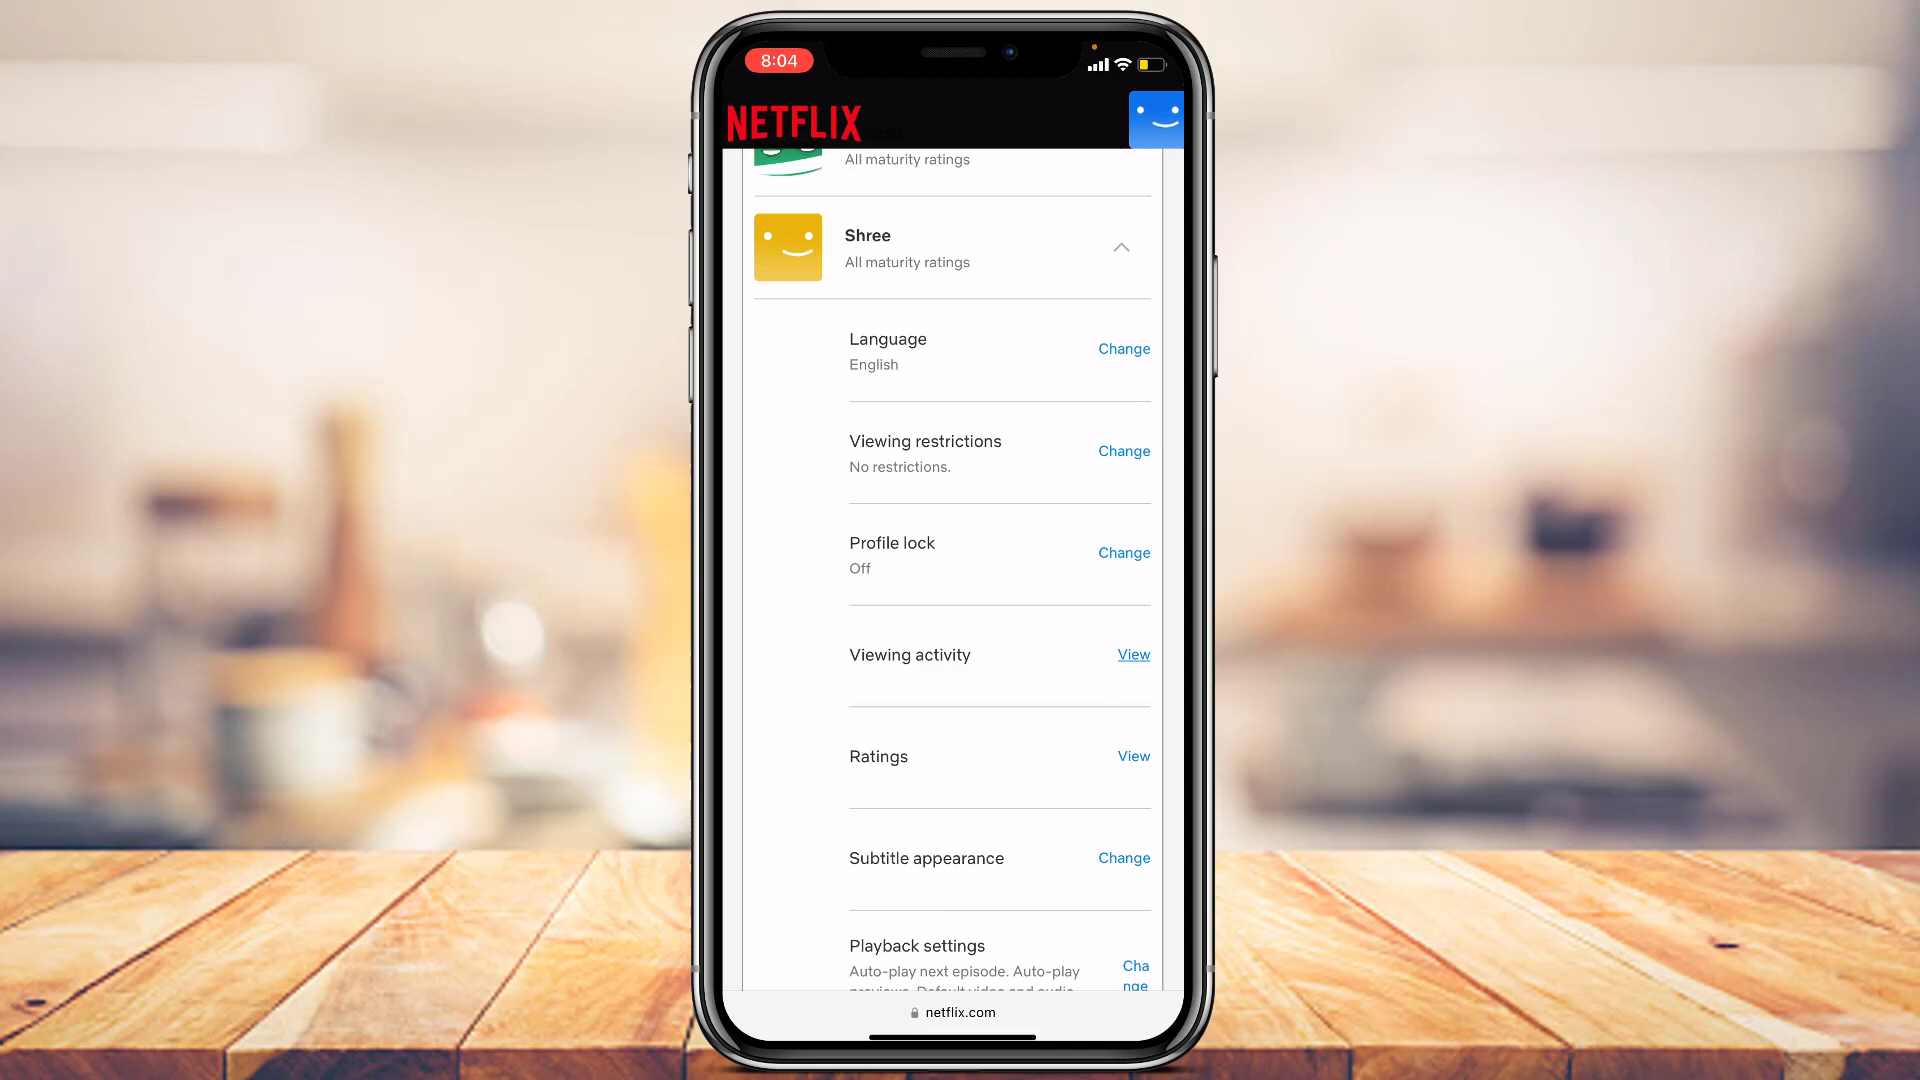 8:04
NETFLIX
All maturity ratings
Shree
All maturity ratings
Language
English
Change
Viewing restrictions
No restrictions.
Change
Profile lock
Off
Change
Viewing activity
View
Ratings
View
Subtitle appearance
Change
Playback settings
Auto-play next episode. Auto-play
Cha
nge
netflix.com